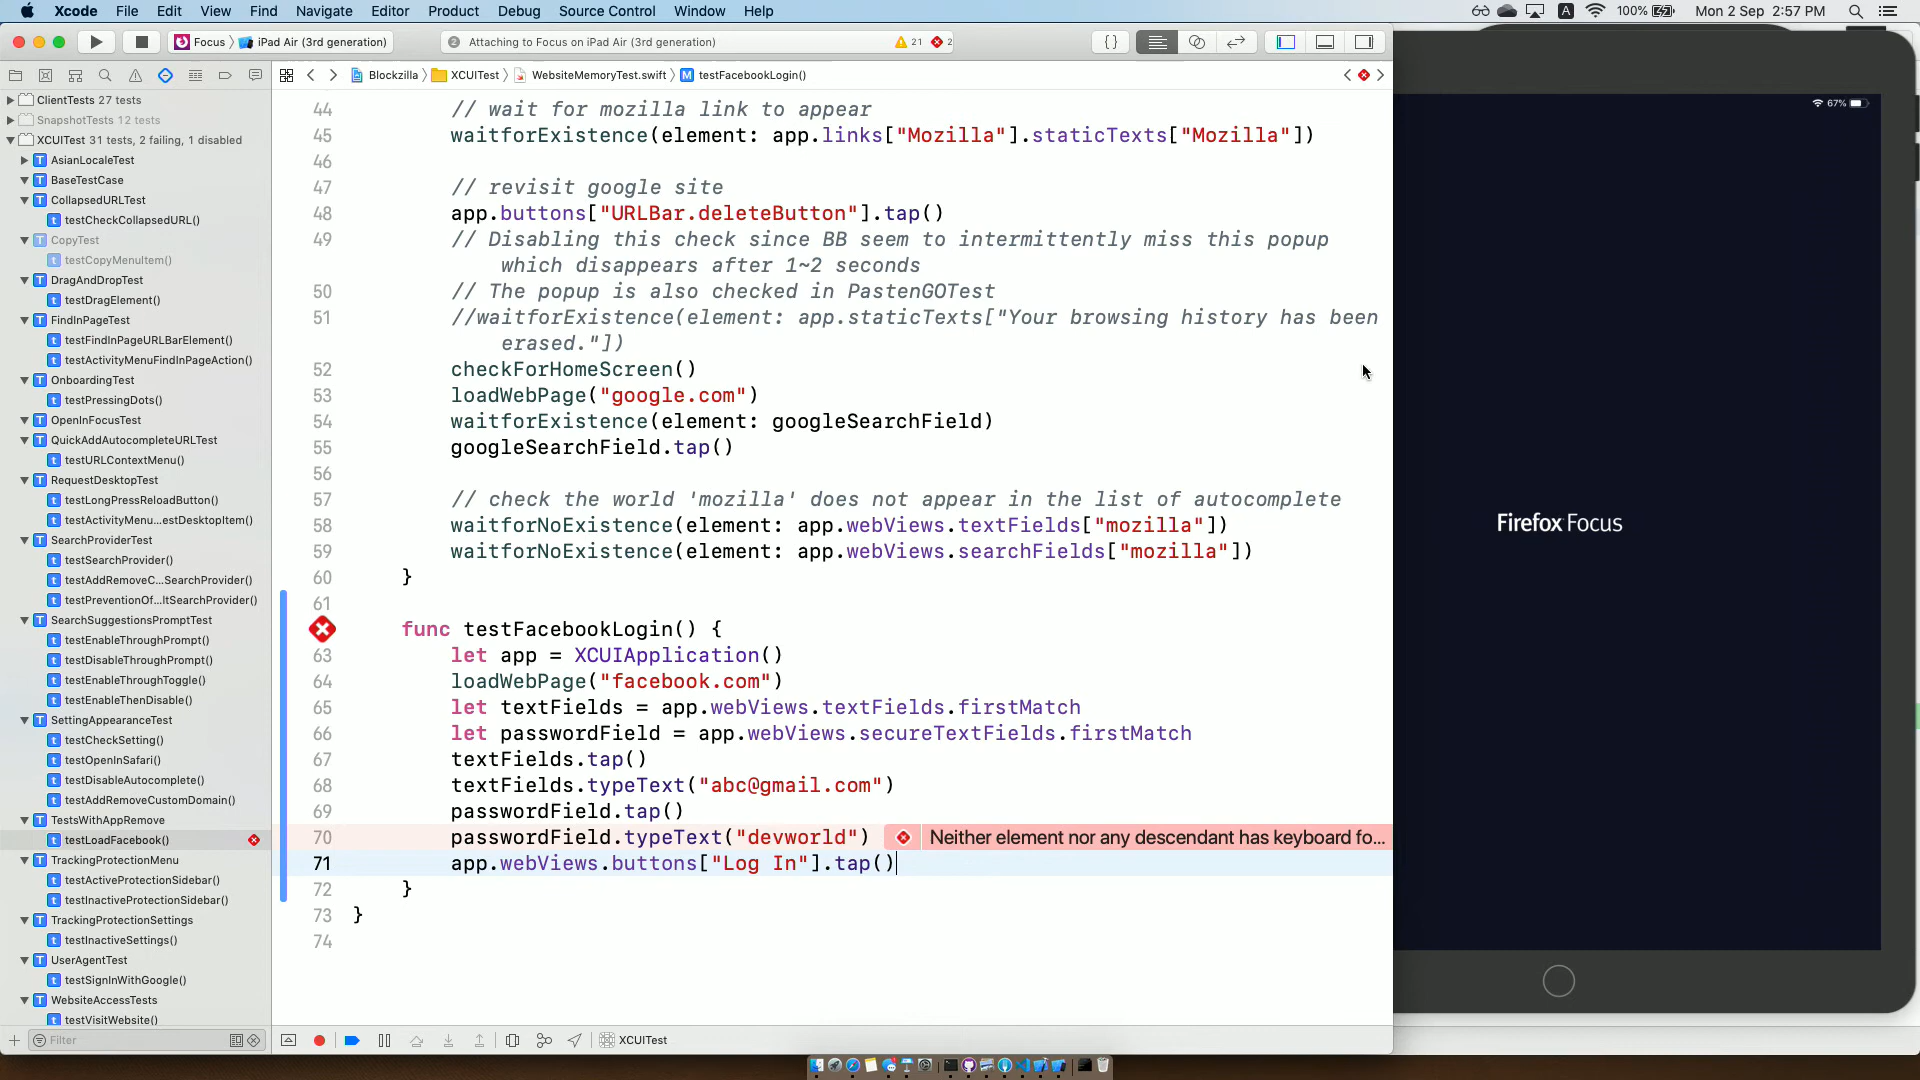 Xcode File Edit View Find Navigate Editor Product Debug Source Control Window Help
A 100% Mon 2 Sep 2:57 PM
Focus iPad Air (3rd generation)
2 Attaching to Focus on iPad Air (3rd generation) 21 2
Blockzilla XCUITest WebsiteMemoryTest.swift M testFacebookLogin()
ClientTests 27 tests
SnapshotTests 12 tests
XCUITest 31 tests, 2 failing, 1 disabled
T AsianLocaleTest
T BaseTestCase
T CollapsedURLTest
t testCheckCollapsedURL()
T CopyTest
t testCopyMenuItem()
T DragAndDropTest
t testDragElement()
T FindInPageTest
t testFindInPageURLBarElement()
t testActivityMenuFindInPageAction()
T OnboardingTest
t testPressingDots()
T OpenInFocusTest
T QuickAddAutocompleteURLTest
t testURLContextMenu()
T RequestDesktopTest
t testLongPressReloadButton()
t testActivityMenu...estDesktopItem()
T SearchProviderTest
t testSearchProvider()
t testAddRemoveC...SearchProvider()
t testPreventionOf...ltSearchProvider()
T SearchSuggestionsPromptTest
t testEnableThroughPrompt()
t testDisableThroughPrompt()
t testEnableThroughToggle()
t testEnableThenDisable()
T SettingAppearanceTest
t testCheckSetting()
t testOpenInSafari()
t testDisableAutocomplete()
t testAddRemoveCustomDomain()
T TestsWithAppRemove
t testLoadFacebook()
T TrackingProtectionMenu
t testActiveProtectionSidebar()
t testInactiveProtectionSidebar()
T TrackingProtectionSettings
t testInactiveSettings()
T UserAgentTest
t testSignInWithGoogle()
T WebsiteAccessTests
t testVisitWebsite()
Filter
44 // wait for mozilla link to appear
45 waitforExistence(element: app.links["Mozilla"].staticTexts["Mozilla"])
46
47 // revisit google site
48 app.buttons["URLBar.deleteButton"].tap()
49 // Disabling this check since BB seem to intermittently miss this popup
which disappears after 1~2 seconds
50 // The popup is also checked in PastenGOTest
51 //waitforExistence(element: app.staticTexts["Your browsing history has been
erased."])
52 checkForHomeScreen()
53 loadWebPage("google.com")
54 waitforExistence(element: googleSearchField)
55 googleSearchField.tap()
56
57 // check the world 'mozilla' does not appear in the list of autocomplete
58 waitforNoExistence(element: app.webViews.textFields["mozilla"])
59 waitforNoExistence(element: app.webViews.searchFields["mozilla"])
60 }
61
func testFacebookLogin() {
63 let app = XCUIApplication()
64 loadWebPage("facebook.com")
65 let textFields = app.webViews.textFields.firstMatch
66 let passwordField = app.webViews.secureTextFields.firstMatch
67 textFields.tap()
68 textFields.typeText("abc@gmail.com")
69 passwordField.tap()
70 passwordField.typeText("devworld") Neither element nor any descendant has keyboard fo...
71 app.webViews.buttons["Log In"].tap()
72 }
73 }
74
XCUITest
67%
Firefox Focus